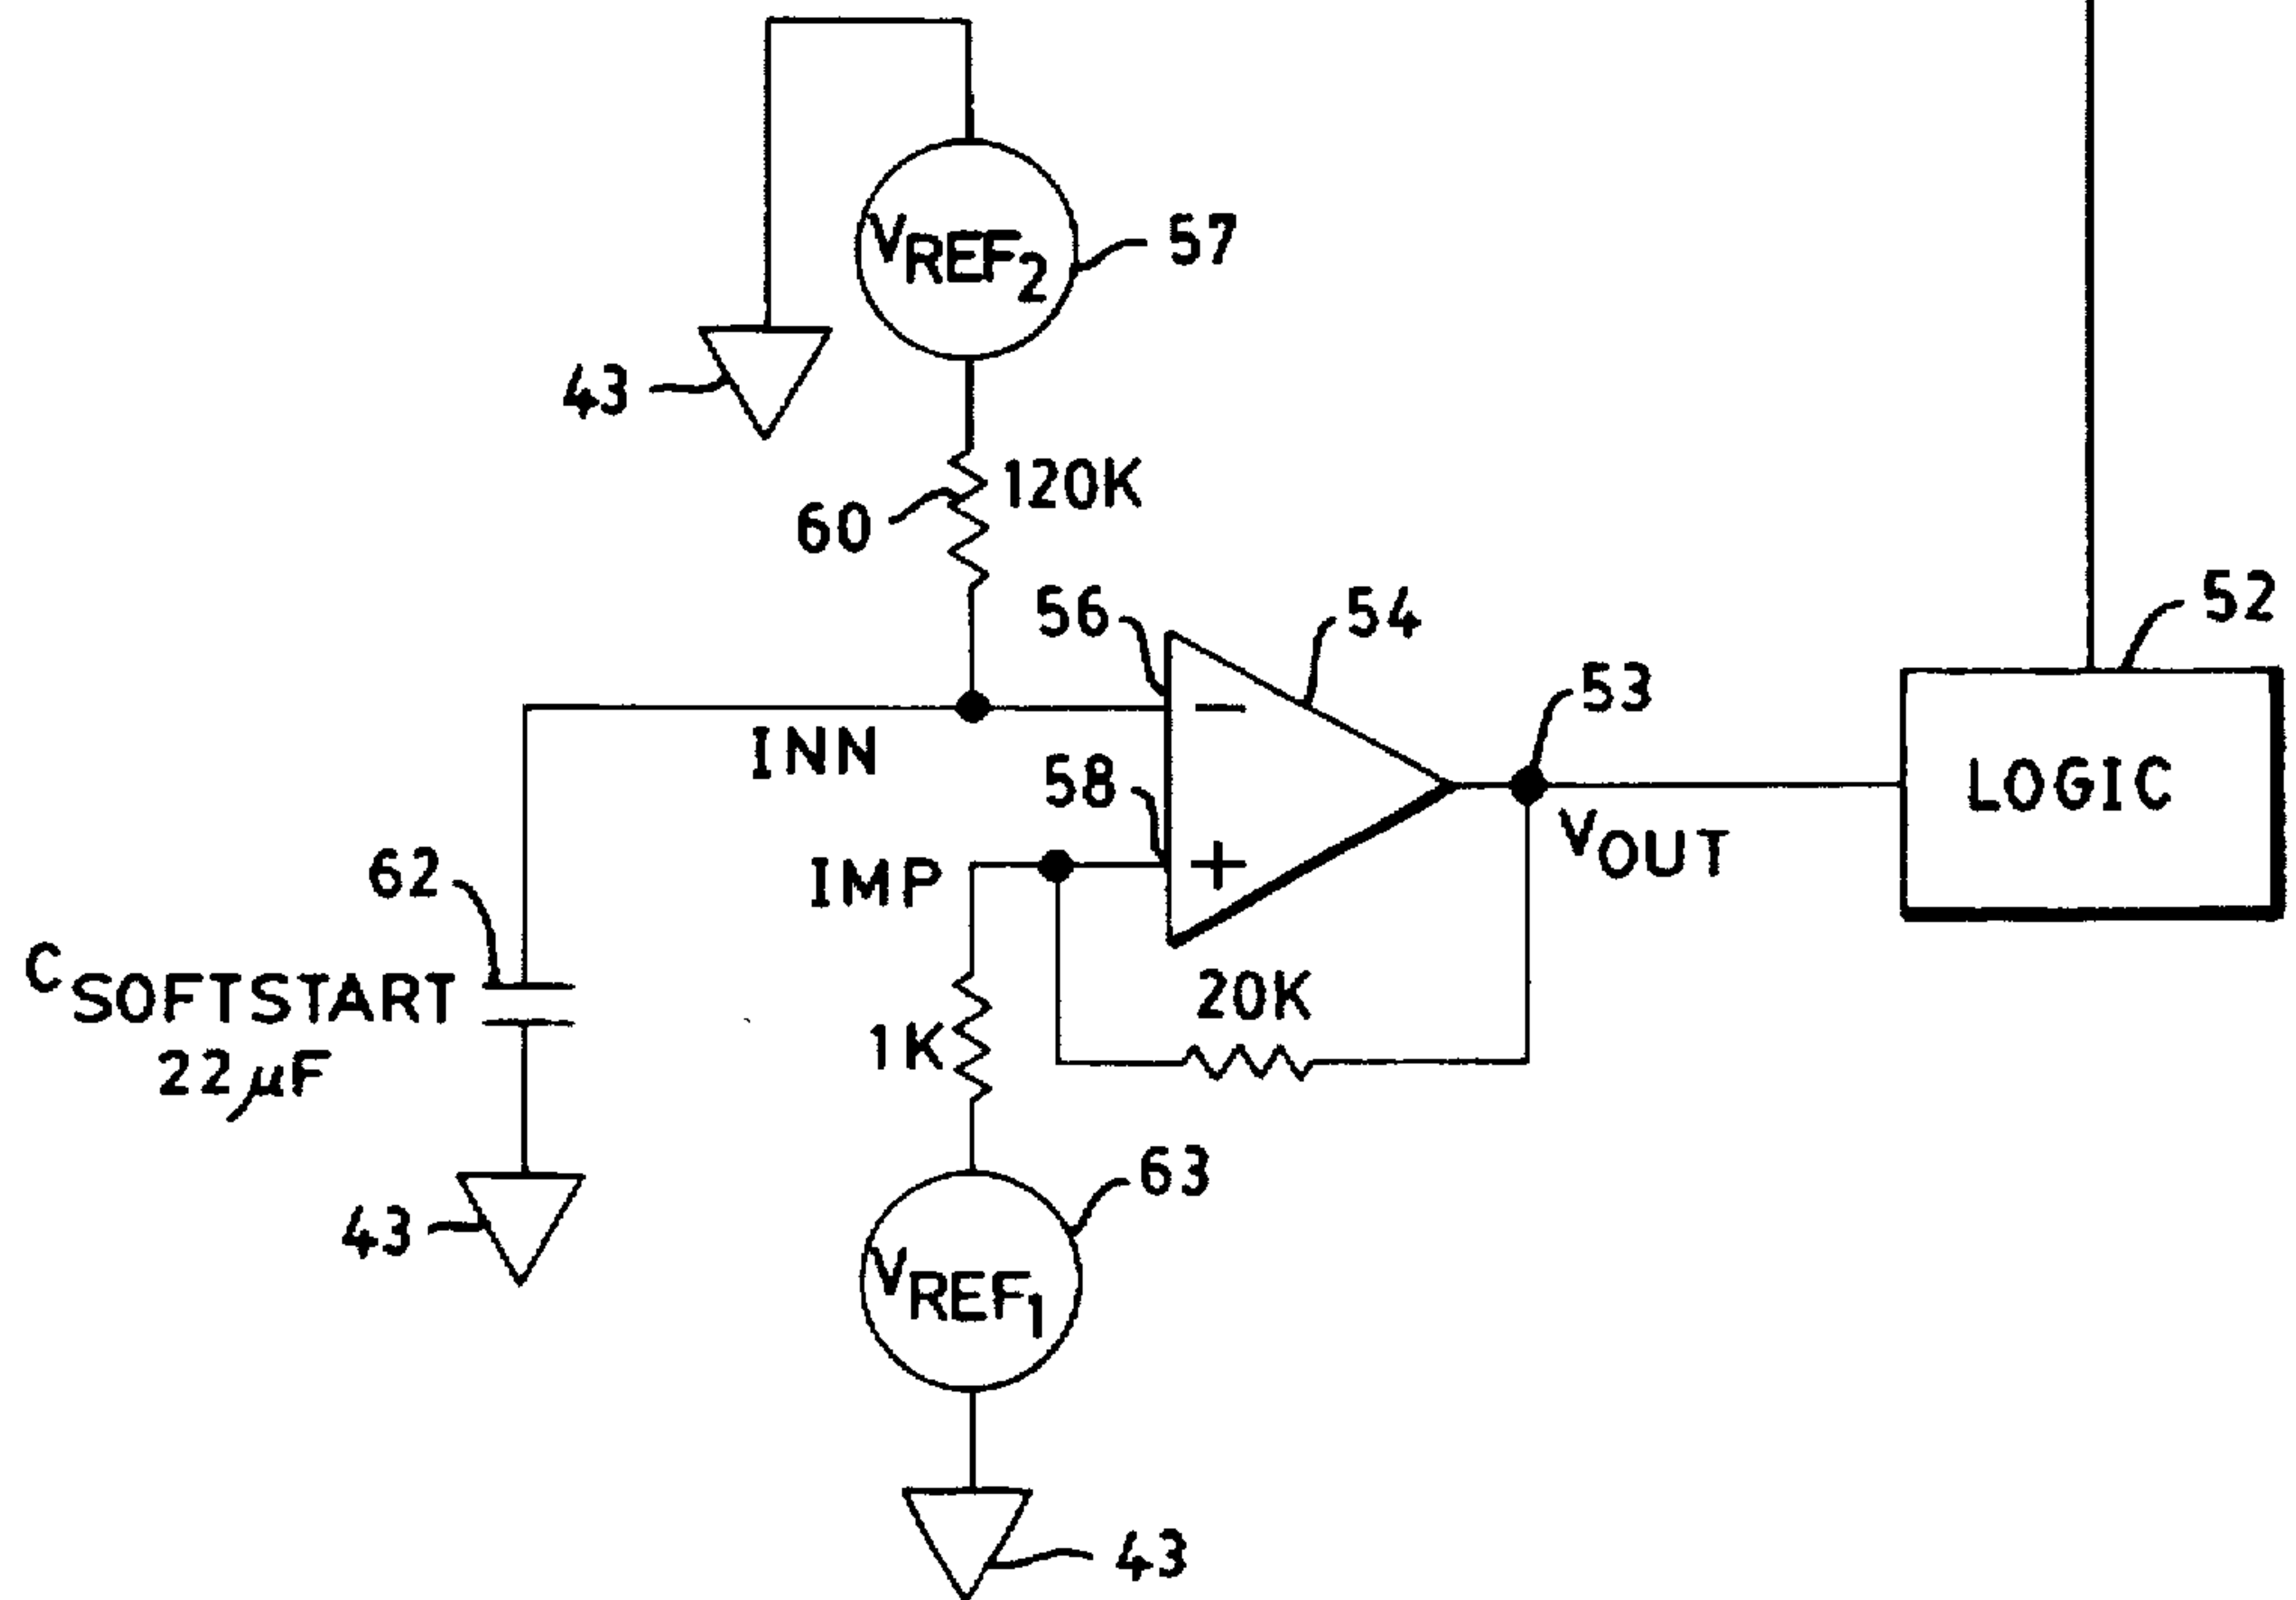 VREF2
57
43
120K
60
56
54
52
53
INN
58
LOGIC
VOUT
IMP
62
CSOFTSTART
22µF
20K
1K
63
43
VREF1
43